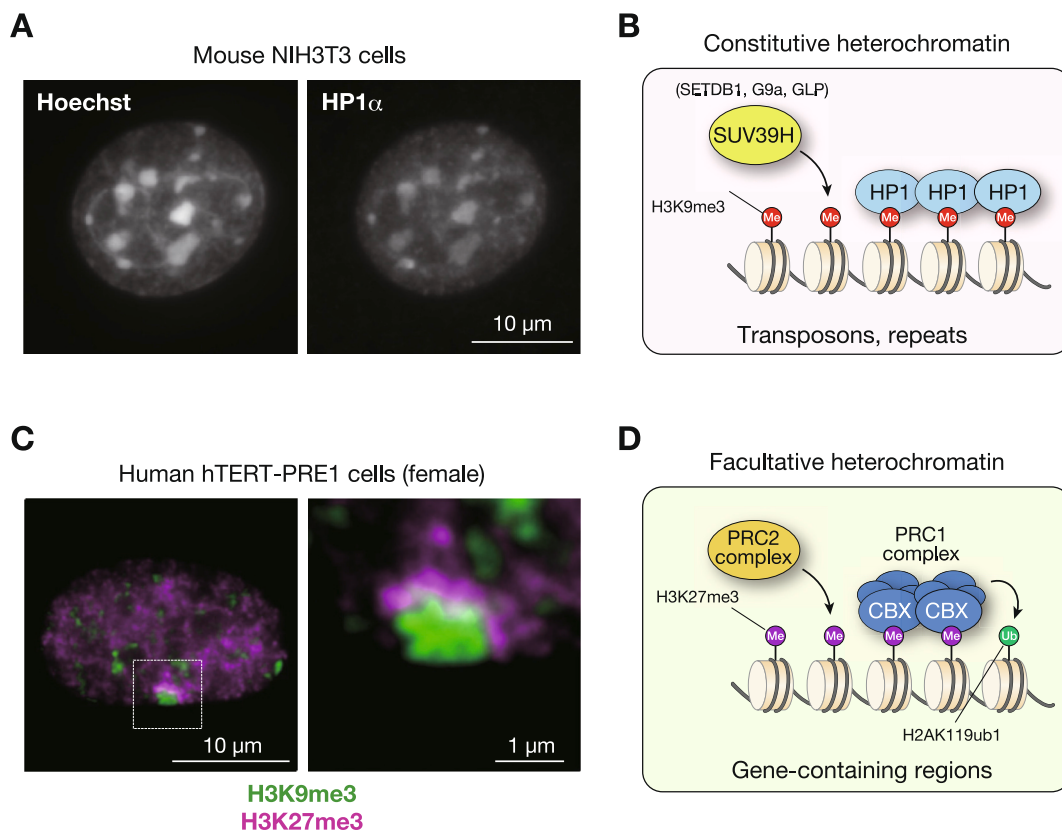 A
Mouse NIH3T3 cells
Hoechst
HP1α
10 µm
B
Constitutive heterochromatin
(SETDB1, G9a, GLP)
SUV39H
HP1 HP1 HP1
H3K9me3
Me Me Me Me Me
Transposons, repeats
C
Human hTERT-PRE1 cells (female)
10 µm
1 µm
H3K9me3
H3K27me3
D
Facultative heterochromatin
PRC2
complex
PRC1
complex
H3K27me3
CBX CBX
Me Me Me Me Ub
H2AK119ub1
Gene-containing regions